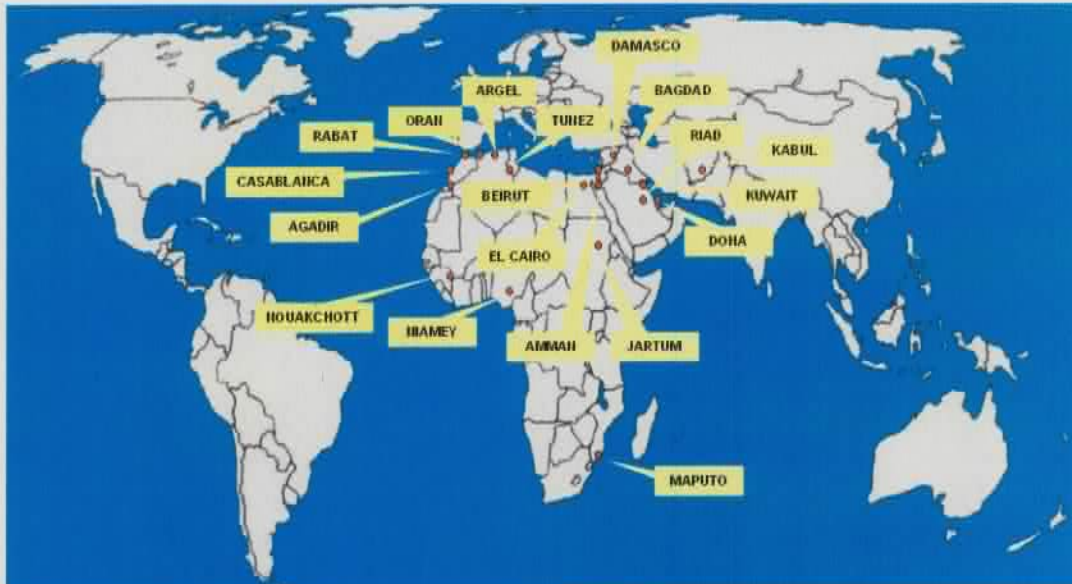 DAMASCO
ARGEL
BAGDAD
ORAN
TUNEZ
RABAT
RIAD
KABUL
CASABLANCA
BEIRUT
KUWAIT
AGADIR
DOHA
EL CAIRO
NOUAKCHOTT
NIAMEY
AMMAN
JARTUM
MAPUTO